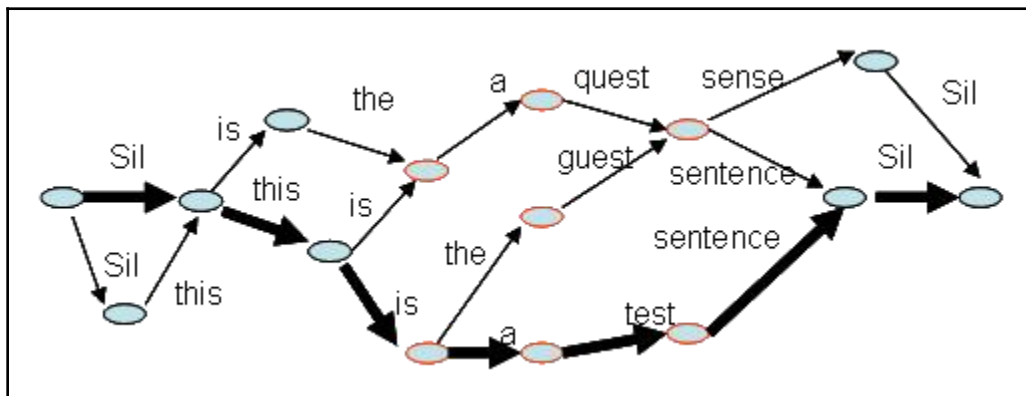 a quest sense
the Sil
is
Sil guest Sil
this is sentence
the sentence
Sil this
is
a test